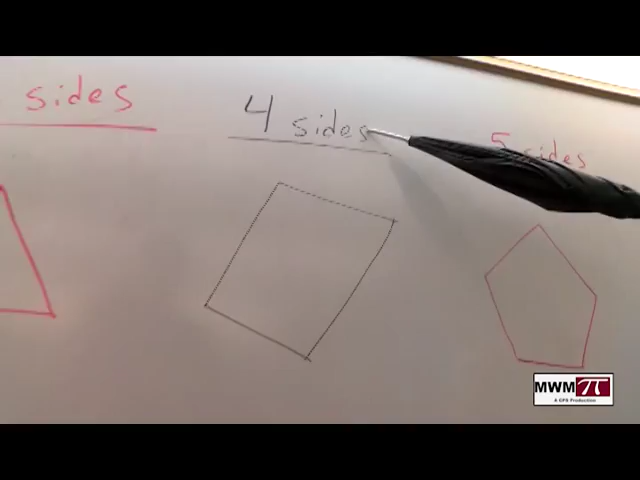 sides
4 sides
5 sides
MWM π
A GPS Production